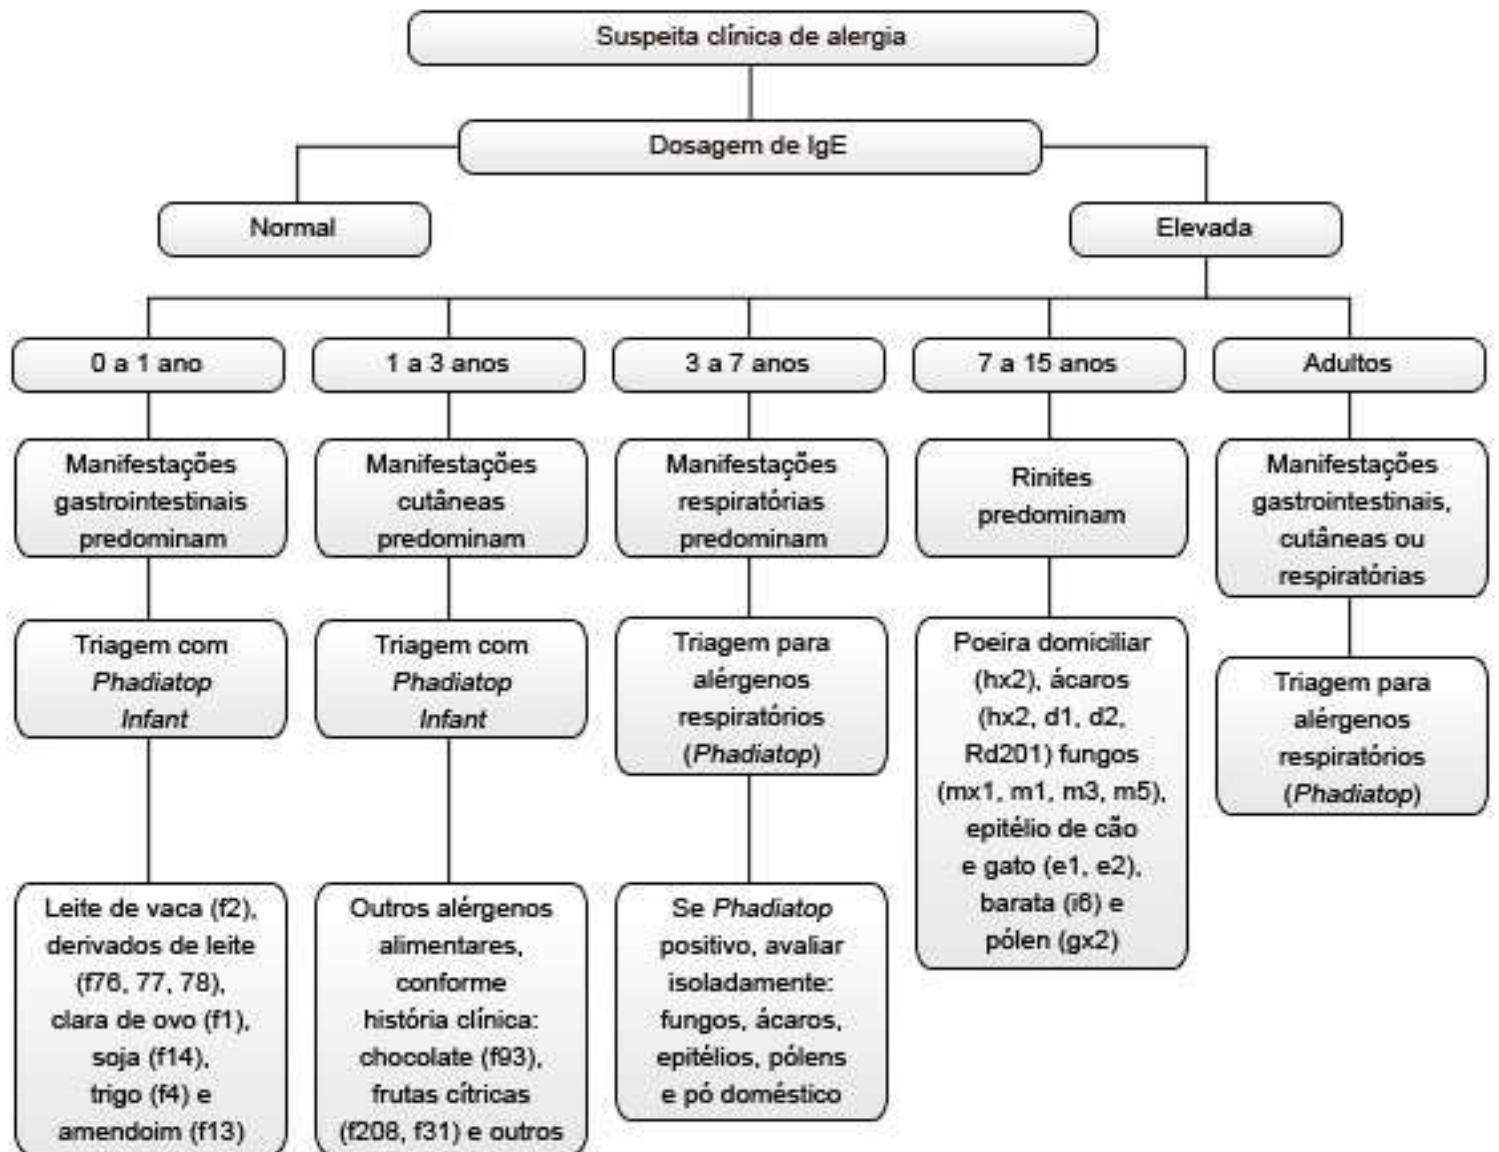 Suspeita clínica de alergia
Dosagem de IgE
Normal
Elevada
0 a 1 ano
1 a 3 anos
3 a 7 anos
7 a 15 anos
Adultos
Manifestações
gastrointestinais
predominam
Manifestações
cutâneas
predominam
Manifestações
respiratórias
predominam
Rinites
predominam
Manifestações
gastrointestinais,
cutâneas ou
respiratórias
Triagem com
Phadiatop
Infant
Triagem com
Phadiatop
Infant
Triagem para
alérgenos
respiratórios
(Phadiatop)
Poeira domiciliar
(hx2), ácaros
(hx2, d1, d2,
Rd201) fungos
(mx1, m1, m3, m5),
epitélio de cão
e gato (e1, e2),
barata (i6) e
pólen (gx2)
Triagem para
alérgenos
respiratórios
(Phadiatop)
Leite de vaca (f2),
derivados de leite
(f76, 77, 78),
clara de ovo (f1),
soja (f14),
trigo (f4) e
amendoim (f13)
Outros alérgenos
alimentares,
conforme
história clínica:
chocolate (f93),
frutas cítricas
(f208, f31) e outros
Se Phadiatop
positivo, avaliar
isoladamente:
fungos, ácaros,
epitélios, pólens
e pó doméstico